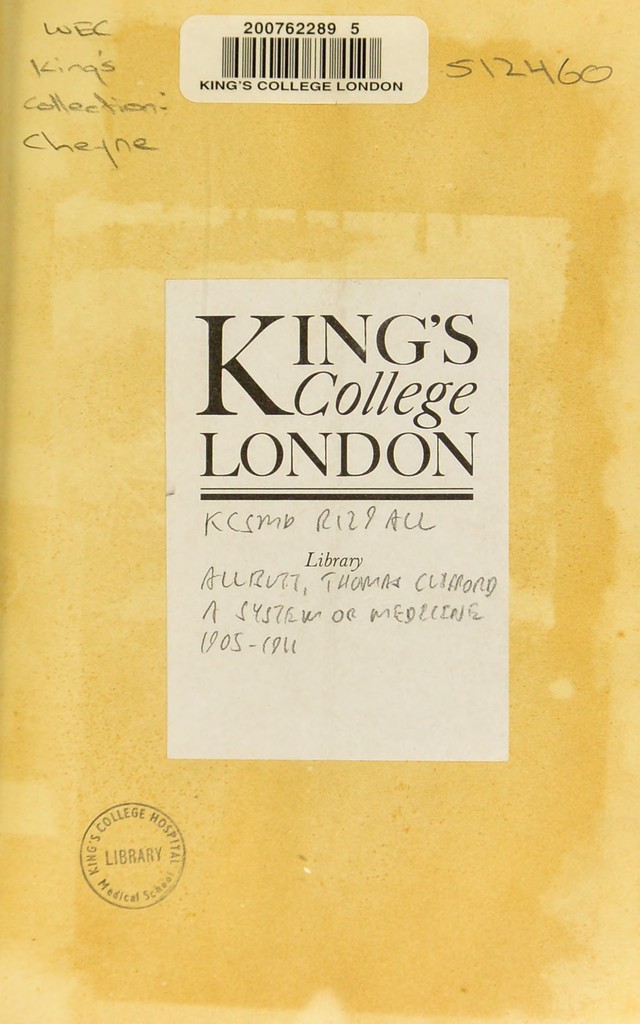 WEC
King's
Collection:
Cheyne
200762289 5
KING'S COLLEGE LONDON
512460
KING'S
College
LONDON
KCSMD R129 ALL
Library
ALLBUTT, THOMAS CLIFFORD
A SYSTEM OF MEDICINE
1905-1911
KING'S COLLEGE HOSPITAL
LIBRARY
Medical School